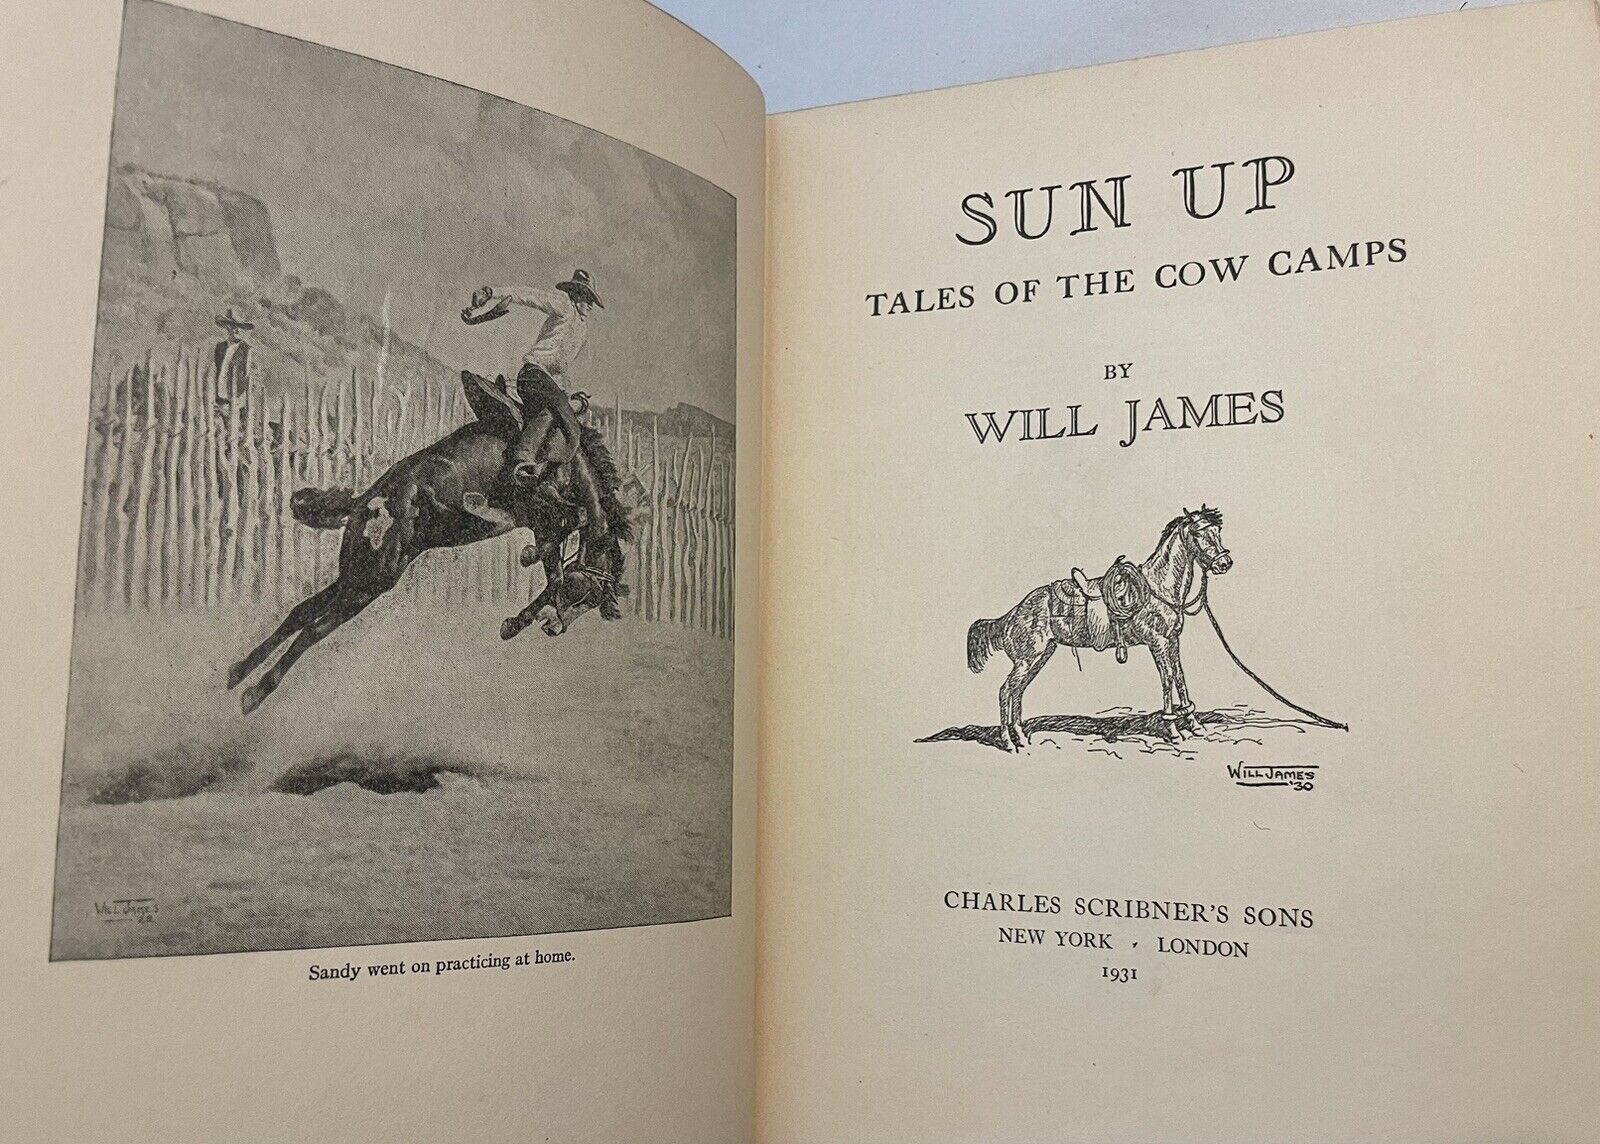 WILL JAMES
28
Sandy went on practicing at home.
SUN UP
TALES OF THE COW CAMPS
BY
WILL JAMES
WILL JAMES
'30
CHARLES SCRIBNER'S SONS
NEW YORK · LONDON
1931